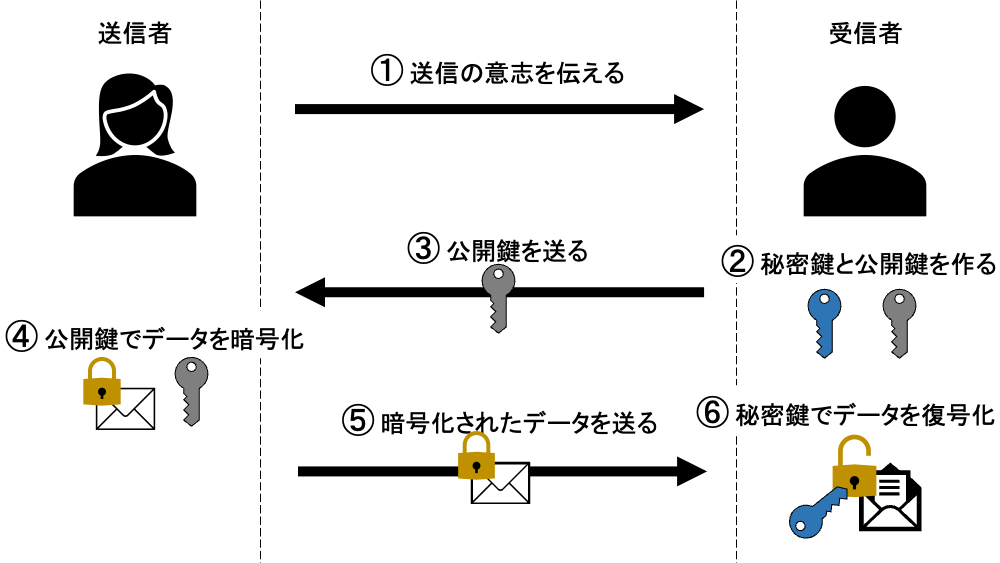 送信者
受信者
① 送信の意志を伝える
② 秘密鍵と公開鍵を作る
③ 公開鍵を送る
④ 公開鍵でデータを暗号化
⑤ 暗号化されたデータを送る
⑥ 秘密鍵でデータを復号化